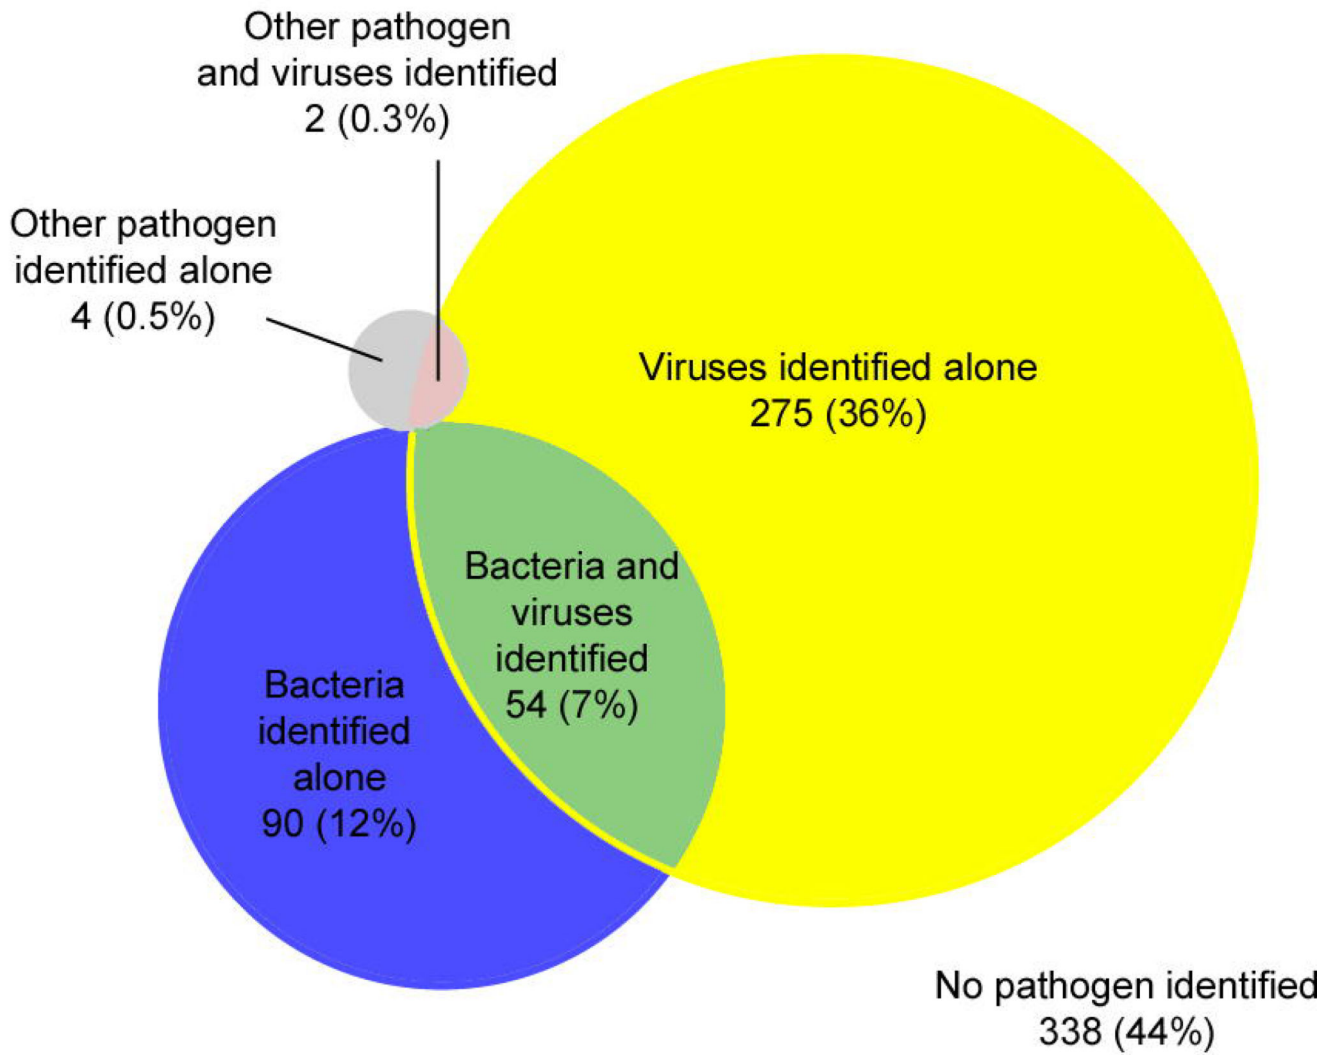 Other pathogen
and viruses identified
2 (0.3%)
Other pathogen
identified alone
4 (0.5%)
Viruses identified alone
275 (36%)
Bacteria and
viruses
identified
54 (7%)
Bacteria
identified
alone
90 (12%)
No pathogen identified
338 (44%)